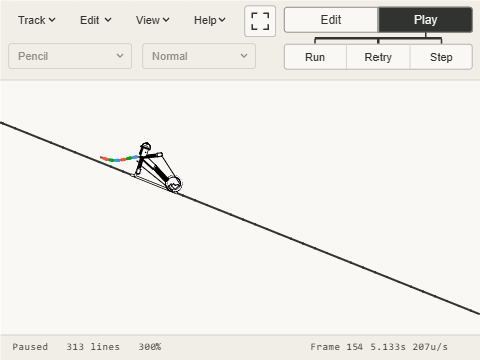 Track Edit View Help Edit Play
Pencil Normal Run Retry Step
Paused 313 lines 300% Frame 154 5.133s 207u/s